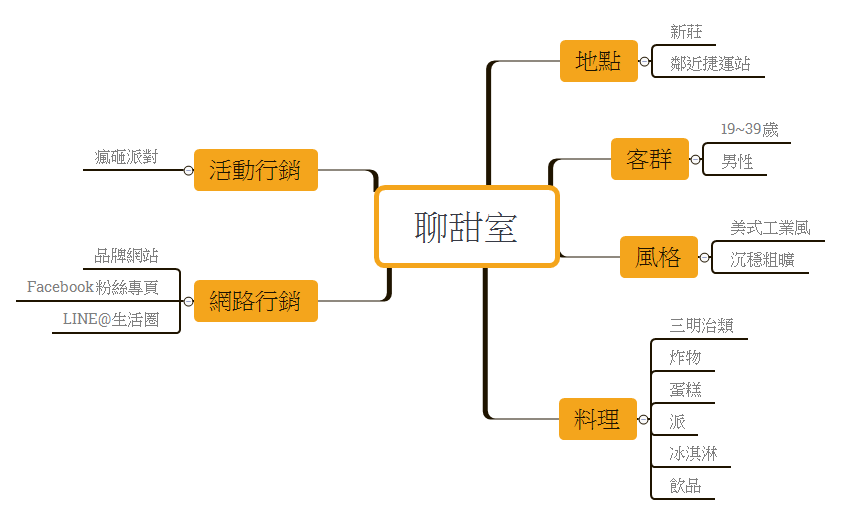 聊甜室
地點
新莊
鄰近捷運站
客群
19~39歲
男性
風格
美式工業風
沉穩粗曠
料理
三明治類
炸物
蛋糕
派
冰淇淋
飲品
活動行銷
瘋砸派對
網路行銷
品牌網站
Facebook粉絲專頁
LINE@生活圈